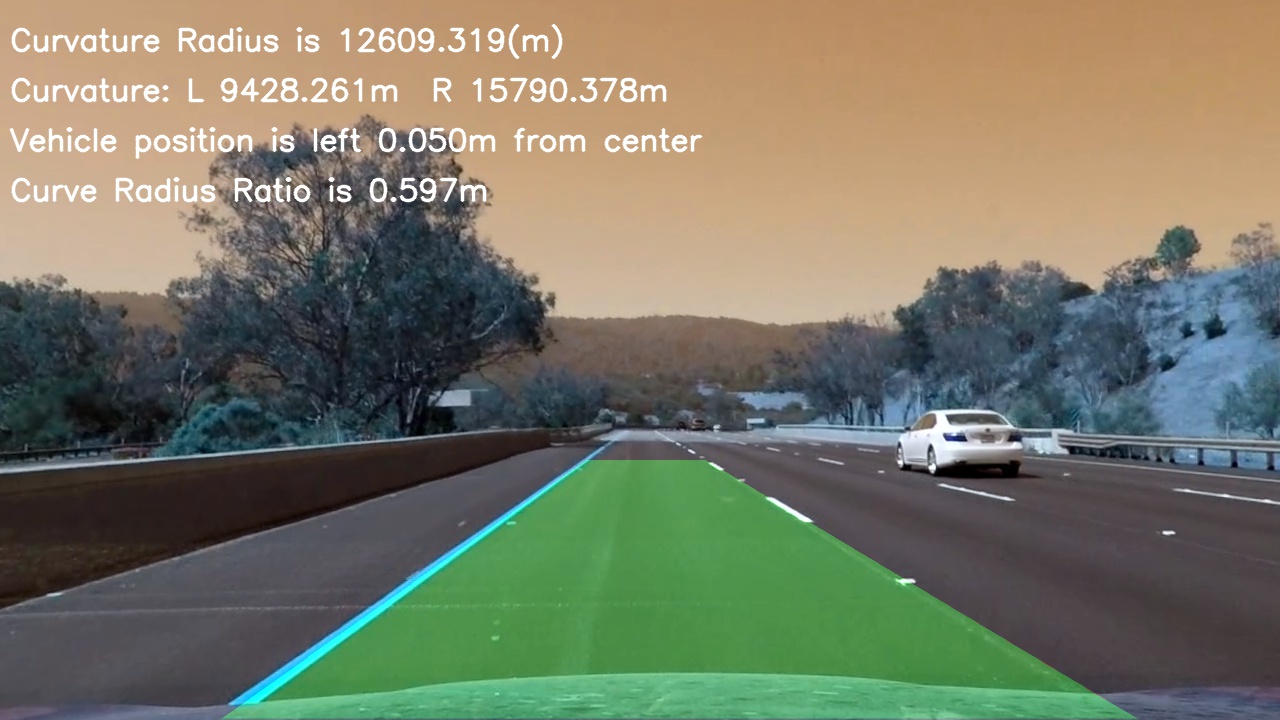 Curvature Radius is 12609.319(m)
Curvature: L 9428.261m R 15790.378m
Vehicle position is left 0.050m from center
Curve Radius Ratio is 0.597m